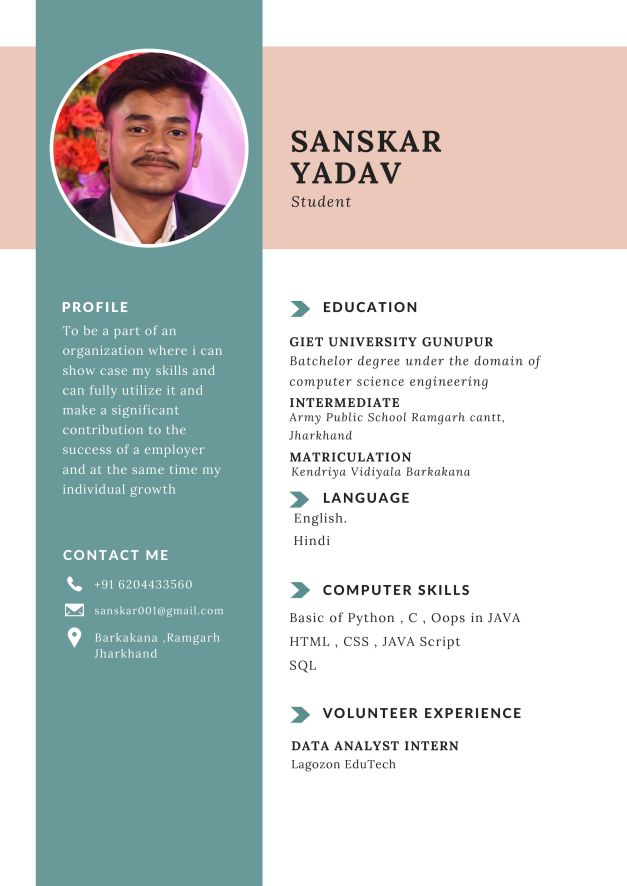 SANSKAR
YADAV
Student
PROFILE
To be a part of an
organization where i can
show case my skills and
can fully utilize it and
make a significant
contribution to the
success of a employer
and at the same time my
individual growth
CONTACT ME
+91 6204433560
sanskar001@gmail.com
Barkakana ,Ramgarh
Jharkhand
EDUCATION
GIET UNIVERSITY GUNUPUR
Batchelor degree under the domain of
computer science engineering
INTERMEDIATE
Army Public School Ramgarh cantt,
Jharkhand
MATRICULATION
Kendriya Vidiyala Barkakana
LANGUAGE
English.
Hindi
COMPUTER SKILLS
Basic of Python , C , Oops in JAVA
HTML , CSS , JAVA Script
SQL
VOLUNTEER EXPERIENCE
DATA ANALYST INTERN
Lagozon EduTech